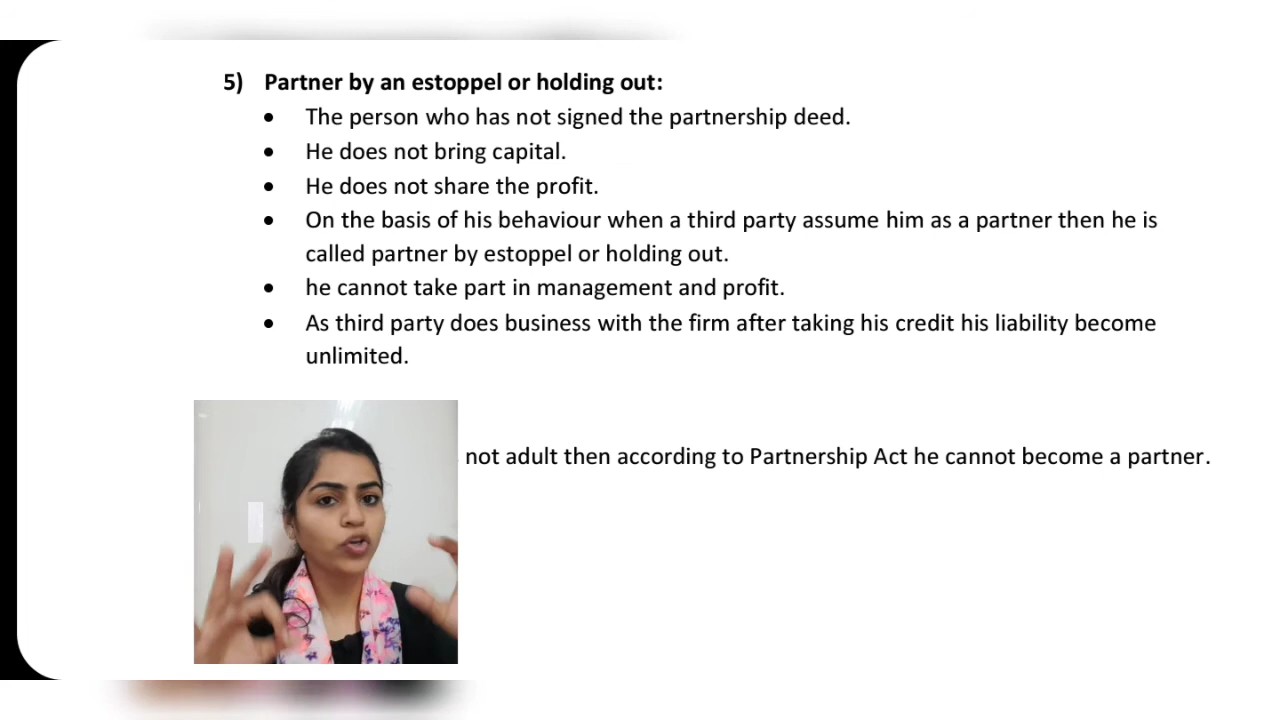 5) Partner by an estoppel or holding out:
• The person who has not signed the partnership deed.
• He does not bring capital.
• He does not share the profit.
• On the basis of his behaviour when a third party assume him as a partner then he is
called partner by estoppel or holding out.
• he cannot take part in management and profit.
• As third party does business with the firm after taking his credit his liability become
unlimited.
not adult then according to Partnership Act he cannot become a partner.